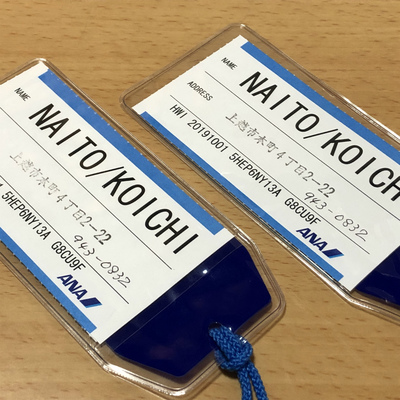 NAME
NAITO/KOICHI
上越市本町4丁目2-22
943-0832
5HEP6NY13A G8CU9F
ANA
NAME
NAITO/KOICHI
ADDRESS
上越市本町4丁目2-22
943-0832
HWI 20191001 5HEP6NY13A G8CU9F
ANA